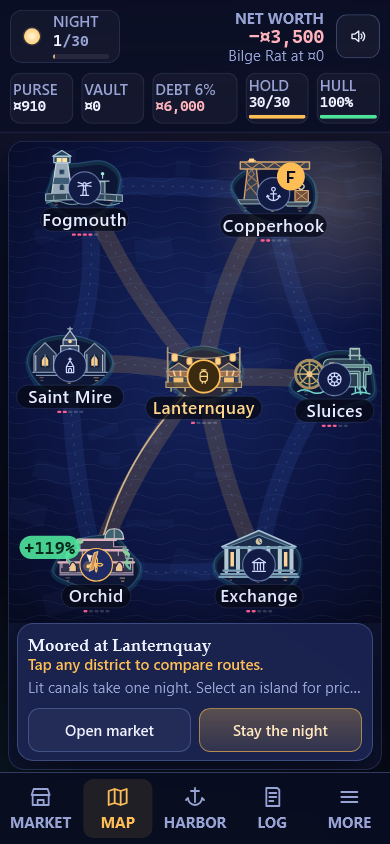 NIGHT
1/30
NET WORTH
−¤3,500
Bilge Rat at ¤0
PURSE
¤910
VAULT
¤0
DEBT 6%
¤6,000
HOLD
30/30
HULL
100%
F
Fogmouth
Copperhook
Saint Mire
Lanternquay
Sluices
+119%
Orchid
Exchange
Moored at Lanternquay
Tap any district to compare routes.
Lit canals take one night. Select an island for pric…
Open market
Stay the night
MARKET
MAP
HARBOR
LOG
MORE